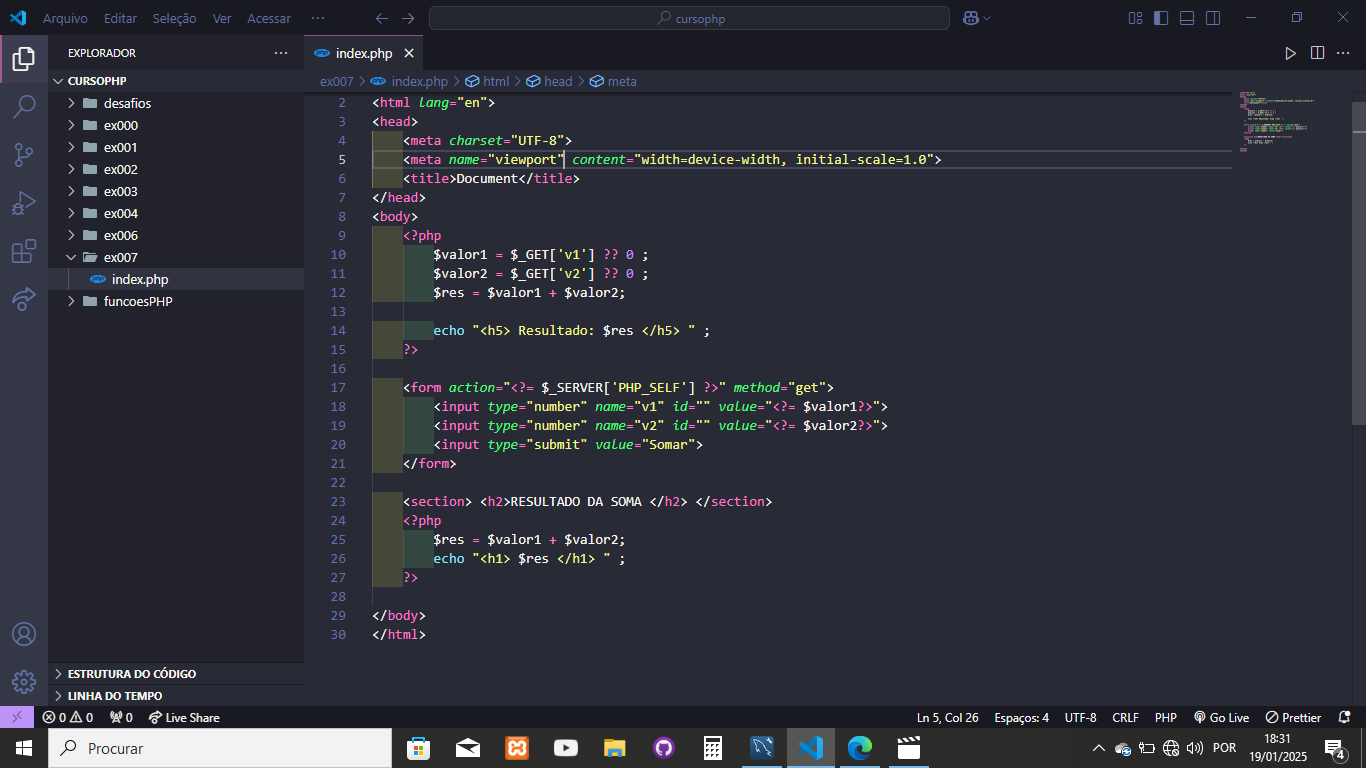 Arquivo Editar Seleção Ver Acessar ··· cursophp
EXPLORADOR ···
CURSOPHP
desafios
ex000
ex001
ex002
ex003
ex004
ex006
ex007
index.php
funcoesPHP
ESTRUTURA DO CÓDIGO
LINHA DO TEMPO
index.php
ex007 > index.php > html > head > meta
2 <html lang="en">
3 <head>
4 <meta charset="UTF-8">
5 <meta name="viewport" content="width=device-width, initial-scale=1.0">
6 <title>Document</title>
7 </head>
8 <body>
9 <?php
10 $valor1 = $_GET['v1'] ?? 0 ;
11 $valor2 = $_GET['v2'] ?? 0 ;
12 $res = $valor1 + $valor2;
13
14 echo "<h5> Resultado: $res </h5> " ;
15 ?>
16
17 <form action="<?= $_SERVER['PHP_SELF'] ?>" method="get">
18 <input type="number" name="v1" id="" value="<?= $valor1?>">
19 <input type="number" name="v2" id="" value="<?= $valor2?>">
20 <input type="submit" value="Somar">
21 </form>
22
23 <section> <h2>RESULTADO DA SOMA </h2> </section>
24 <?php
25 $res = $valor1 + $valor2;
26 echo "<h1> $res </h1> " ;
27 ?>
28
29 </body>
30 </html>
0 0 0 Live Share Ln 5, Col 26 Espaços: 4 UTF-8 CRLF PHP Go Live Prettier
Procurar POR 18:31
19/01/2025 4